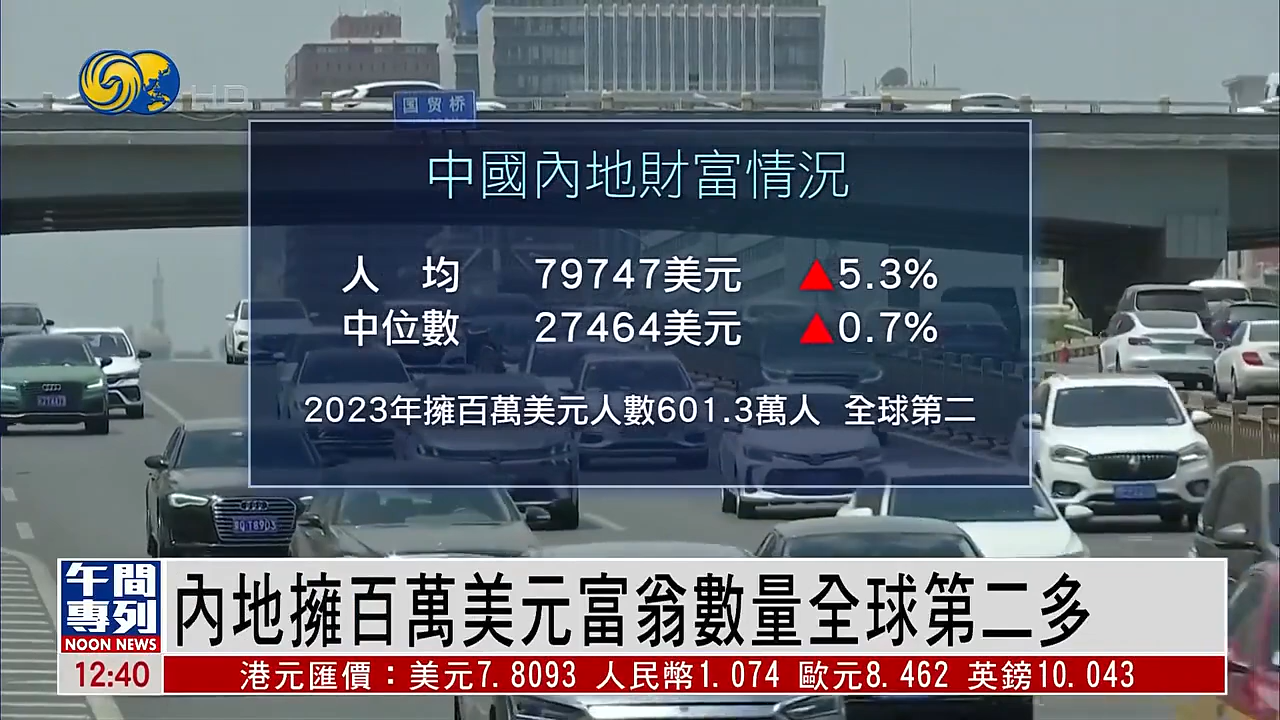 HD
国贸桥
中國內地財富情況
人 均 79747美元 ▲5.3%
中位數 27464美元 ▲0.7%
2023年擁百萬美元人數601.3萬人 全球第二
午間專列
NOON NEWS
內地擁百萬美元富翁數量全球第二多
12:40
港元匯價：美元7.8093 人民幣1.074 歐元8.462 英鎊10.043